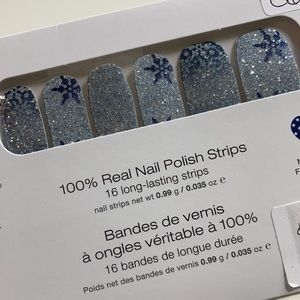 100% Real Nail Polish Strips
16 long-lasting strips
nail strips net wt 0.99 g / 0.035 oz ℮
Bandes de vernis
à ongles véritable à 100%
16 bandes de longue durée
Poids net des bandes de vernis 0.99 g / 0.035 oz ℮